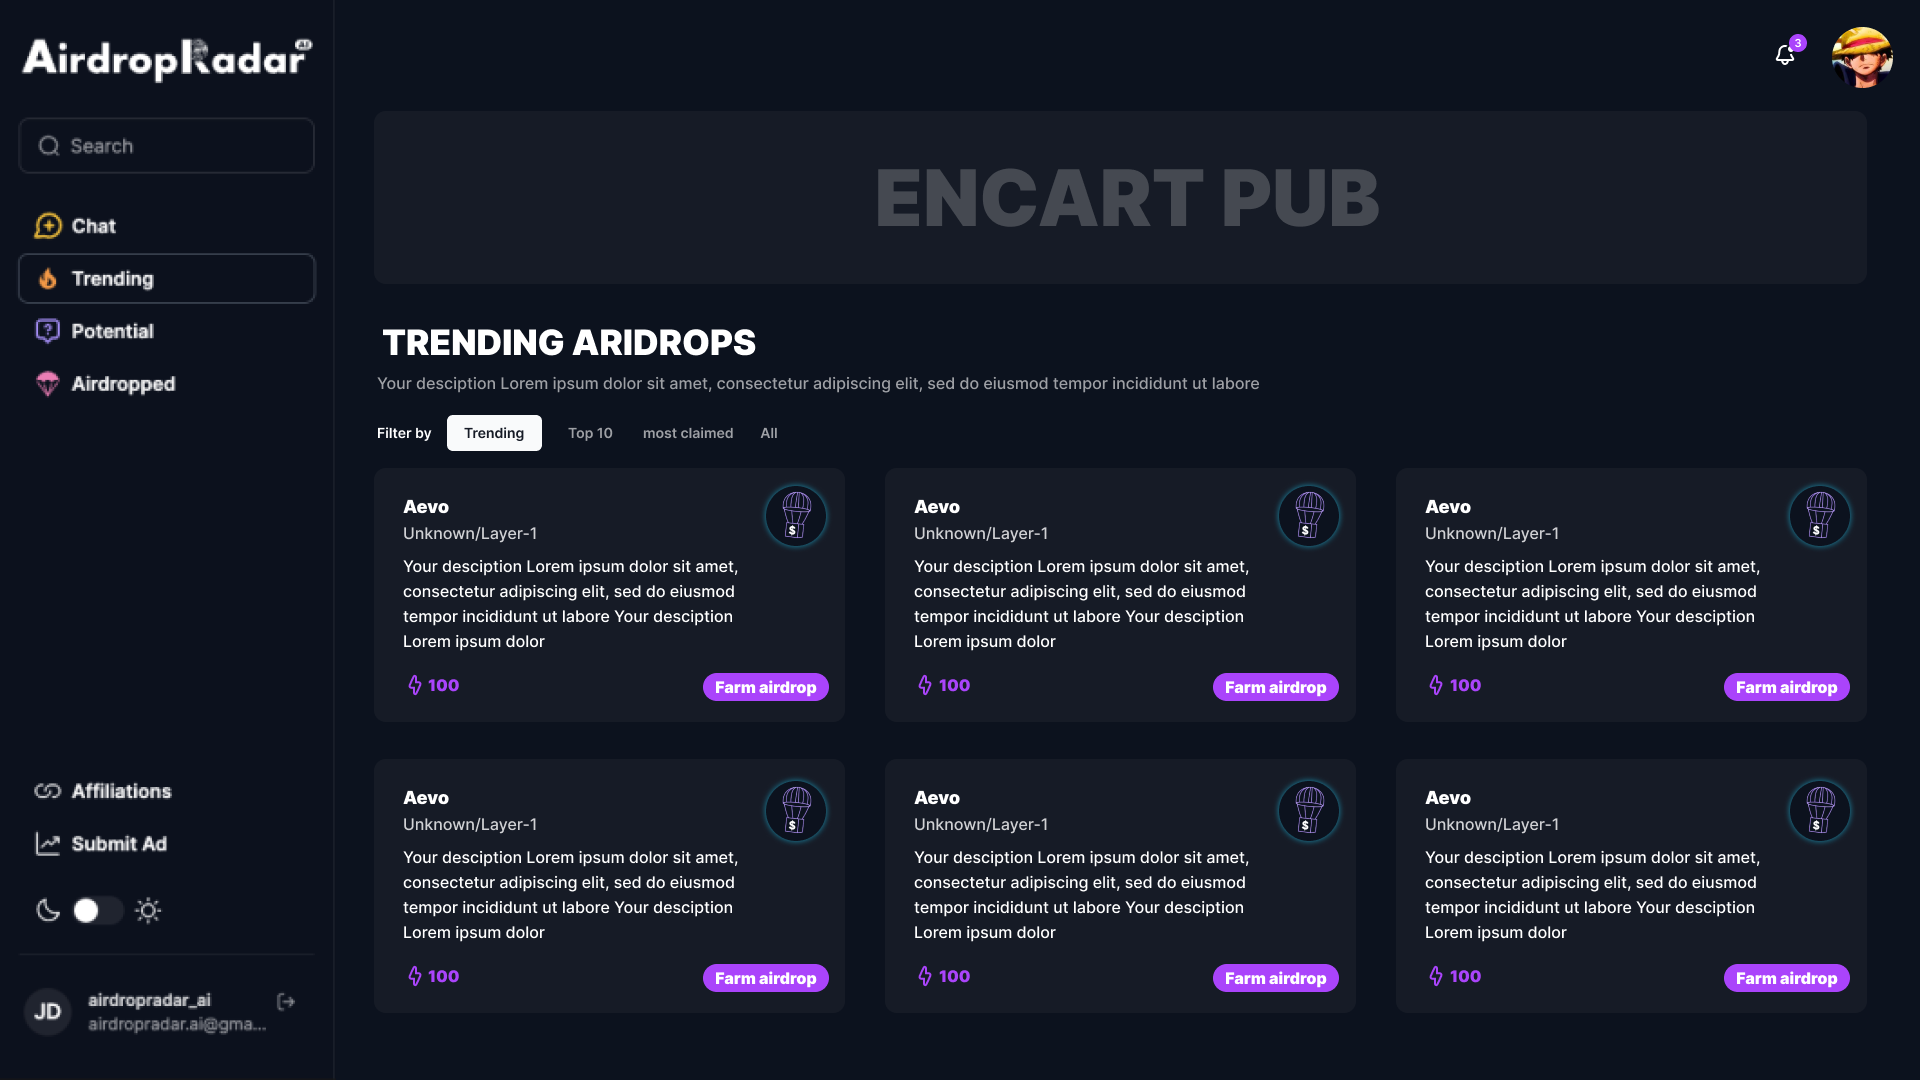 AirdropRadar AI
Search
Chat
Trending
Potential
Airdropped
Affiliations
Submit Ad
JD
airdropradar_ai
airdropradar.ai@gma...
3
ENCART PUB
TRENDING ARIDROPS
Your desciption Lorem ipsum dolor sit amet, consectetur adipiscing elit, sed do eiusmod tempor incididunt ut labore
Filter by Trending Top 10 most claimed All
Aevo
Unknown/Layer-1
Your desciption Lorem ipsum dolor sit amet,
consectetur adipiscing elit, sed do eiusmod
tempor incididunt ut labore Your desciption
Lorem ipsum dolor
100
Farm airdrop
$
Aevo
Unknown/Layer-1
Your desciption Lorem ipsum dolor sit amet,
consectetur adipiscing elit, sed do eiusmod
tempor incididunt ut labore Your desciption
Lorem ipsum dolor
100
Farm airdrop
$
Aevo
Unknown/Layer-1
Your desciption Lorem ipsum dolor sit amet,
consectetur adipiscing elit, sed do eiusmod
tempor incididunt ut labore Your desciption
Lorem ipsum dolor
100
Farm airdrop
$
Aevo
Unknown/Layer-1
Your desciption Lorem ipsum dolor sit amet,
consectetur adipiscing elit, sed do eiusmod
tempor incididunt ut labore Your desciption
Lorem ipsum dolor
100
Farm airdrop
$
Aevo
Unknown/Layer-1
Your desciption Lorem ipsum dolor sit amet,
consectetur adipiscing elit, sed do eiusmod
tempor incididunt ut labore Your desciption
Lorem ipsum dolor
100
Farm airdrop
$
Aevo
Unknown/Layer-1
Your desciption Lorem ipsum dolor sit amet,
consectetur adipiscing elit, sed do eiusmod
tempor incididunt ut labore Your desciption
Lorem ipsum dolor
100
Farm airdrop
$